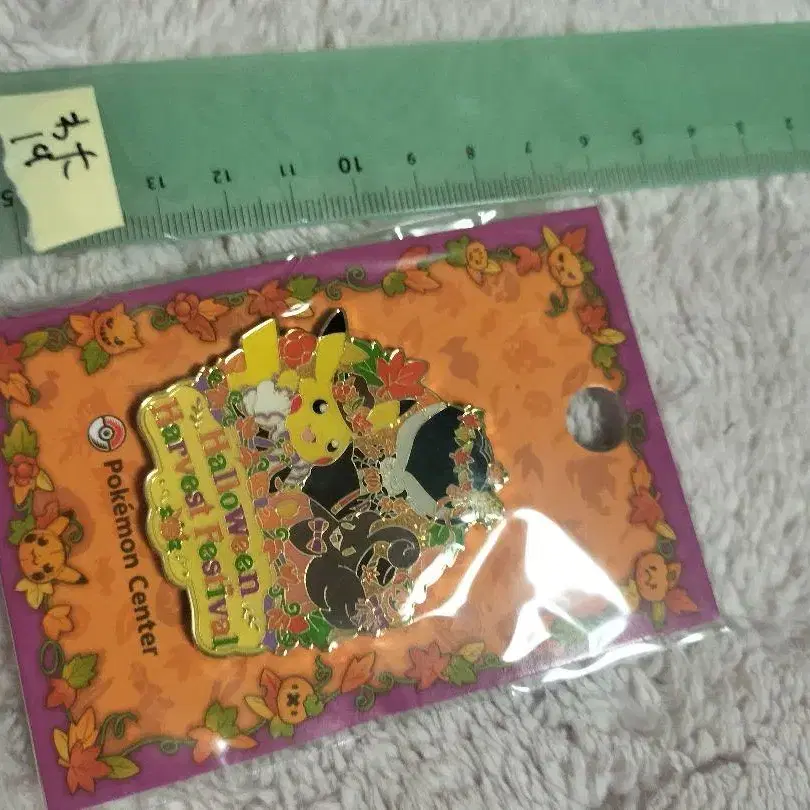 Halloween
Harvest Festival
Pokémon Center
13 12 11 10 9 8 7 6 5 4 3 2